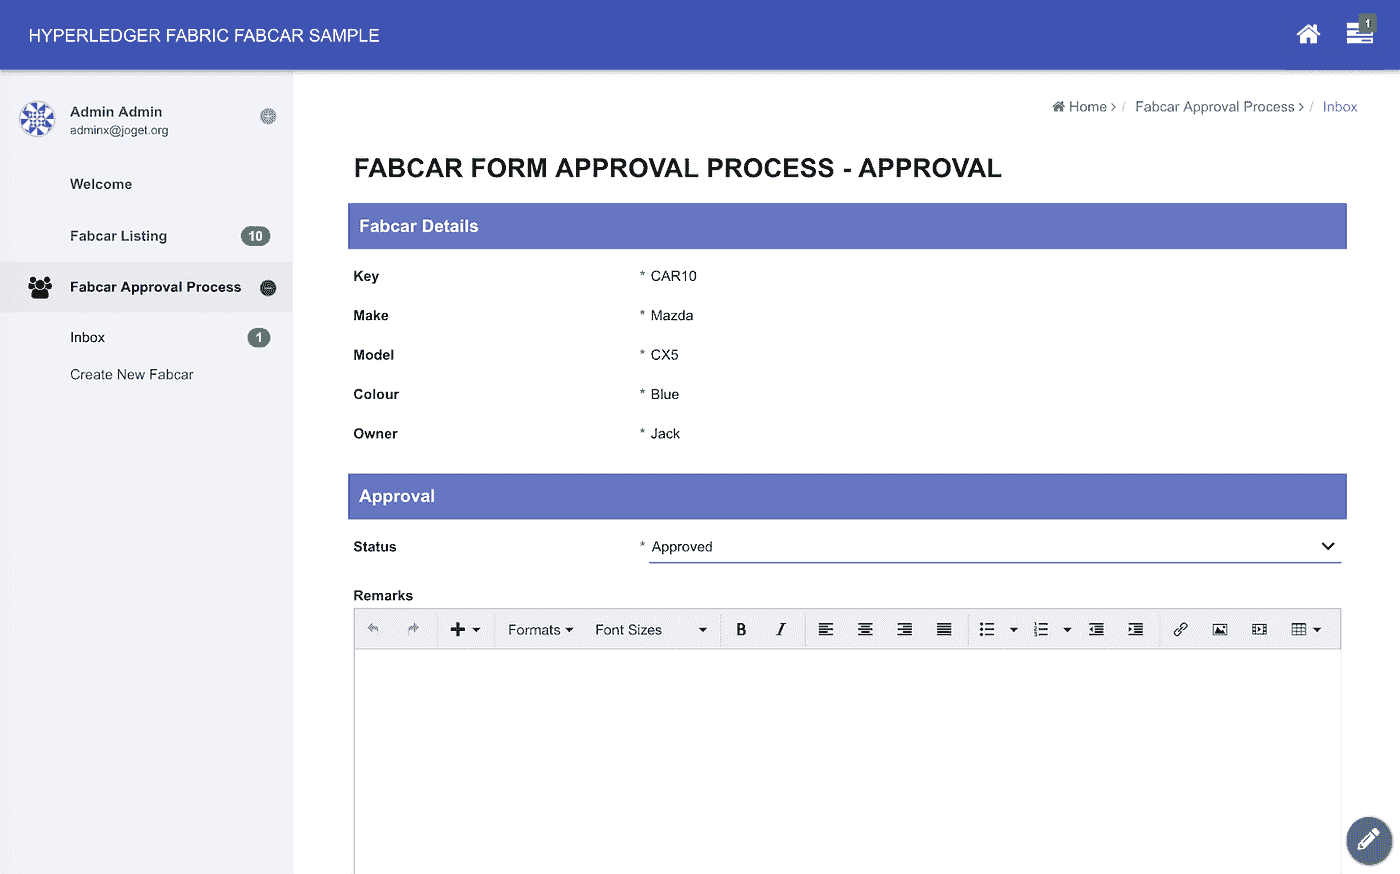 HYPERLEDGER FABRIC FABCAR SAMPLE
1
Admin Admin
adminx@joget.org
Home > / Fabcar Approval Process > / Inbox
Welcome
Fabcar Listing 10
Fabcar Approval Process
Inbox 1
Create New Fabcar
FABCAR FORM APPROVAL PROCESS - APPROVAL
Fabcar Details
Key * CAR10
Make * Mazda
Model * CX5
Colour * Blue
Owner * Jack
Approval
Status * Approved
Remarks
Formats Font Sizes B I